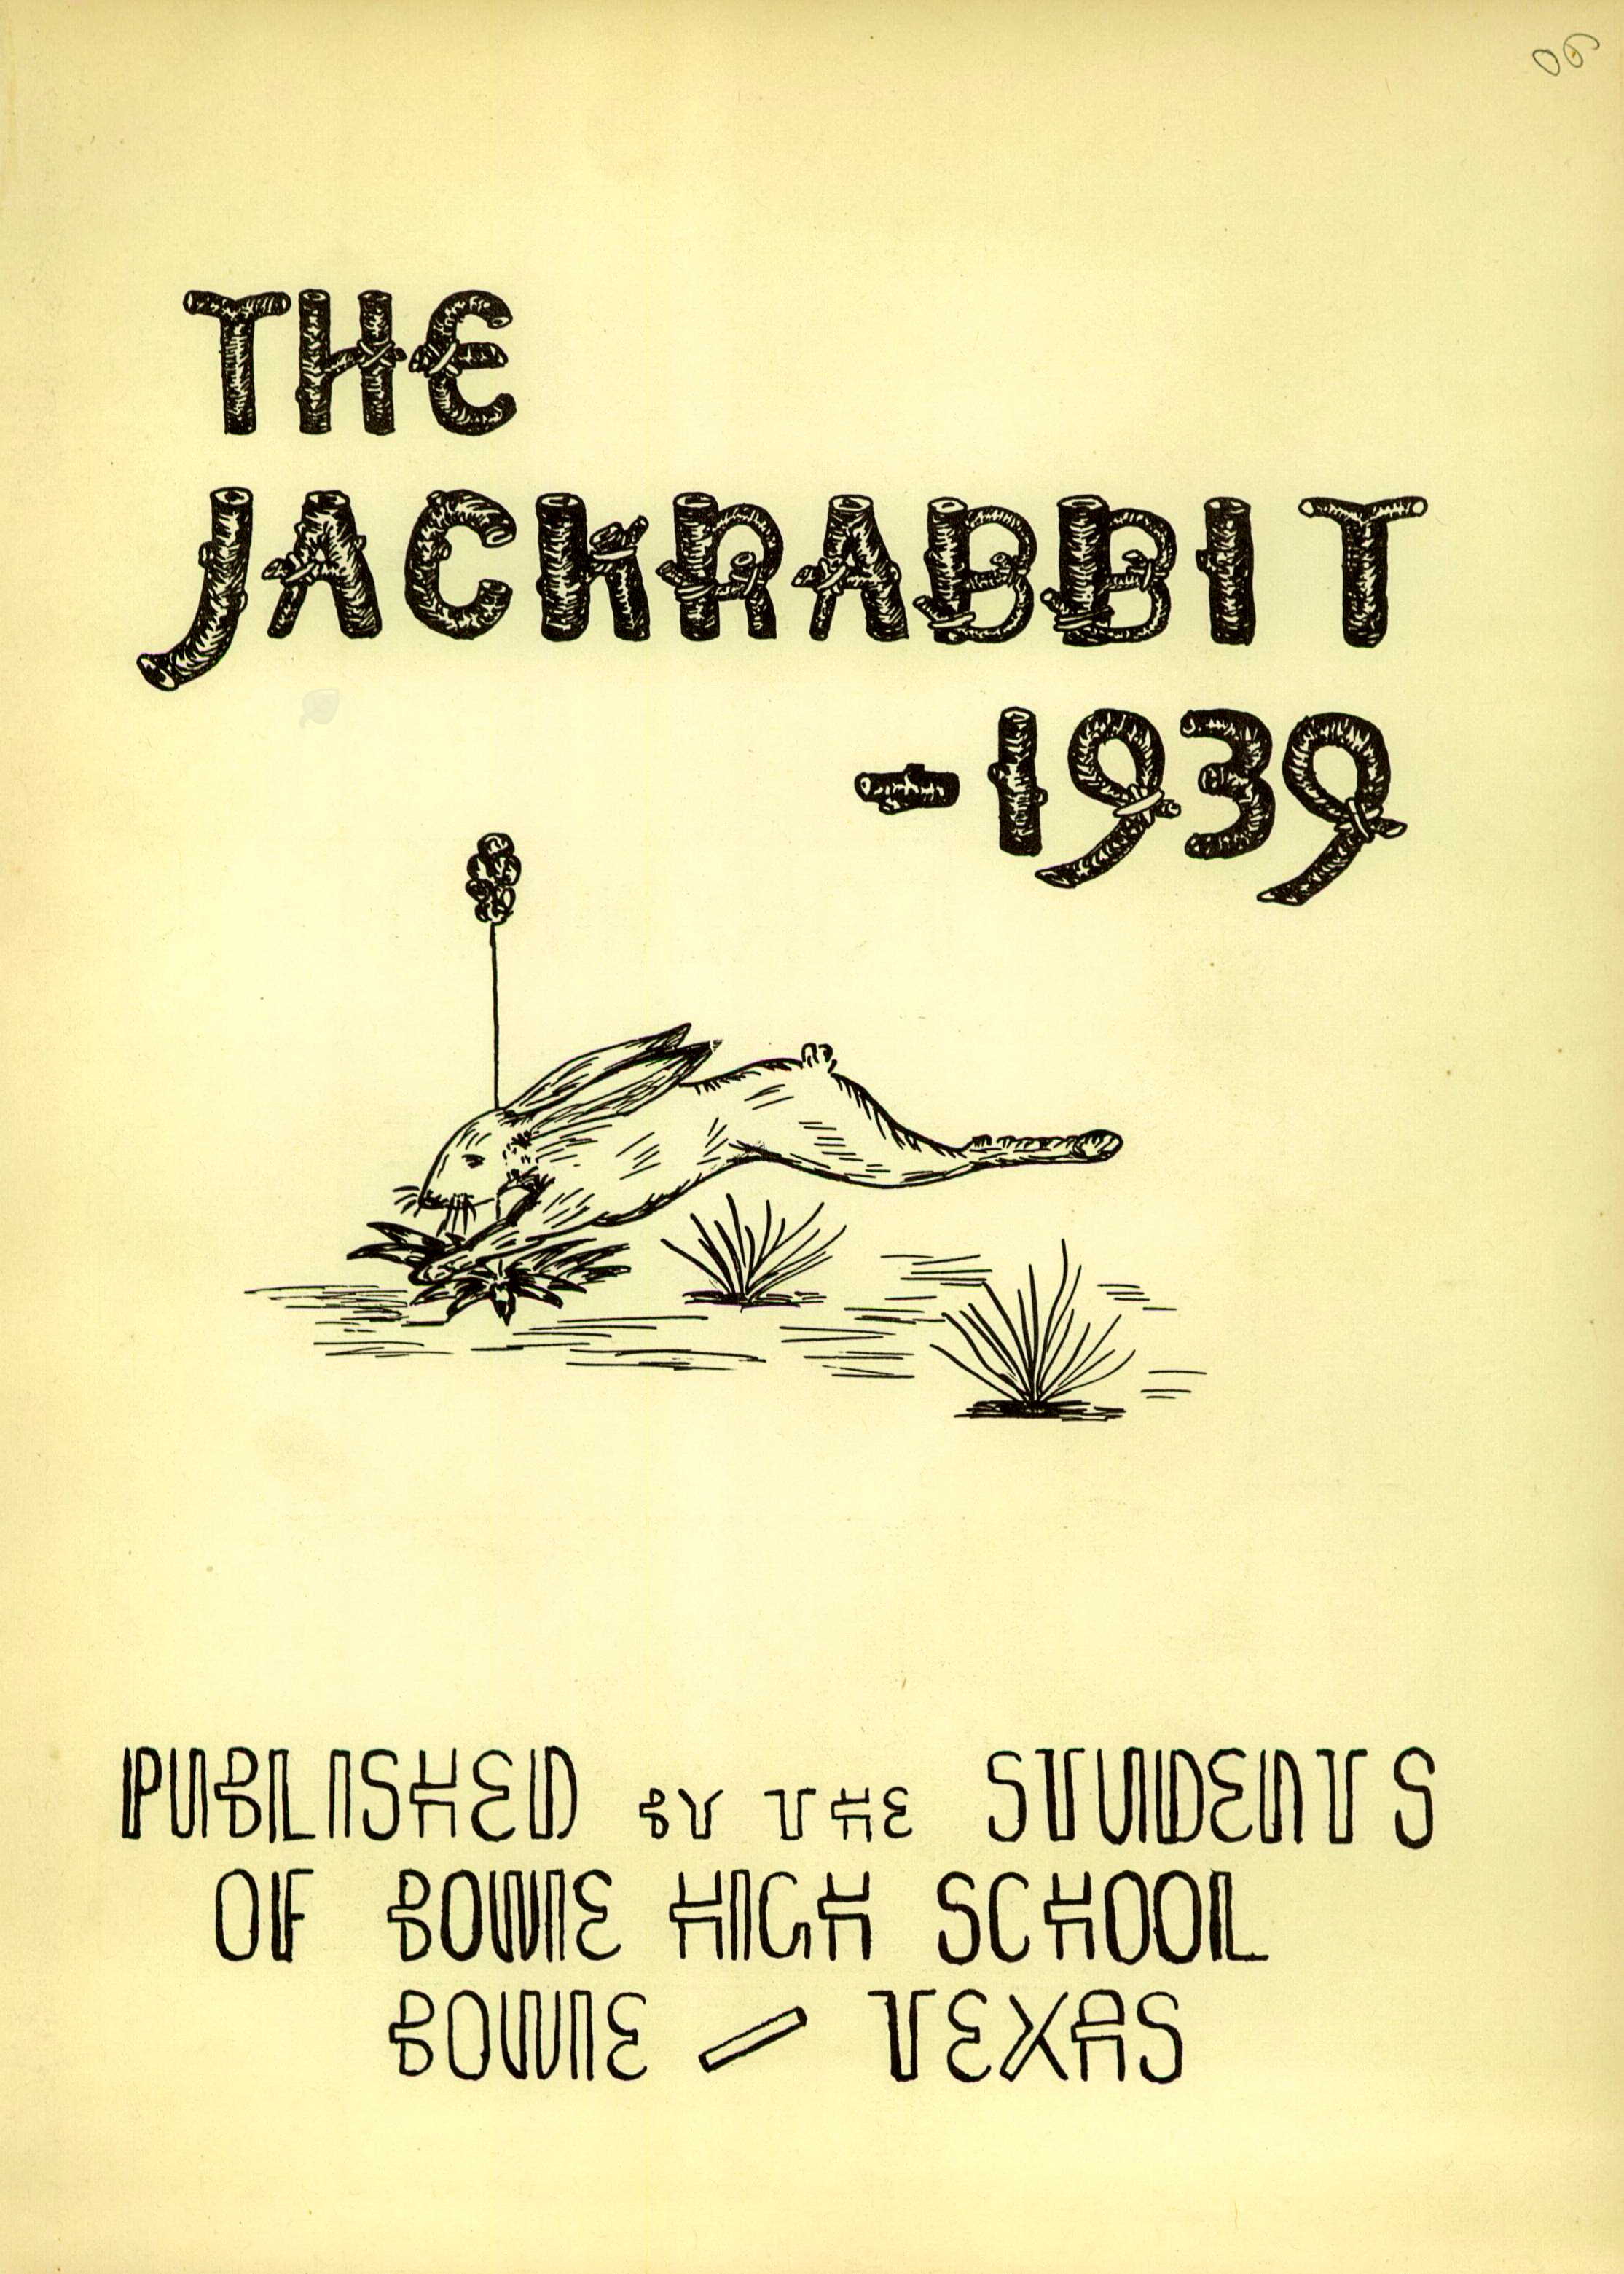 THE
JACKRABBIT
-1939
PUBLISHED BY THE STUDENTS
OF BOWIE HIGH SCHOOL
BOWIE - TEXAS